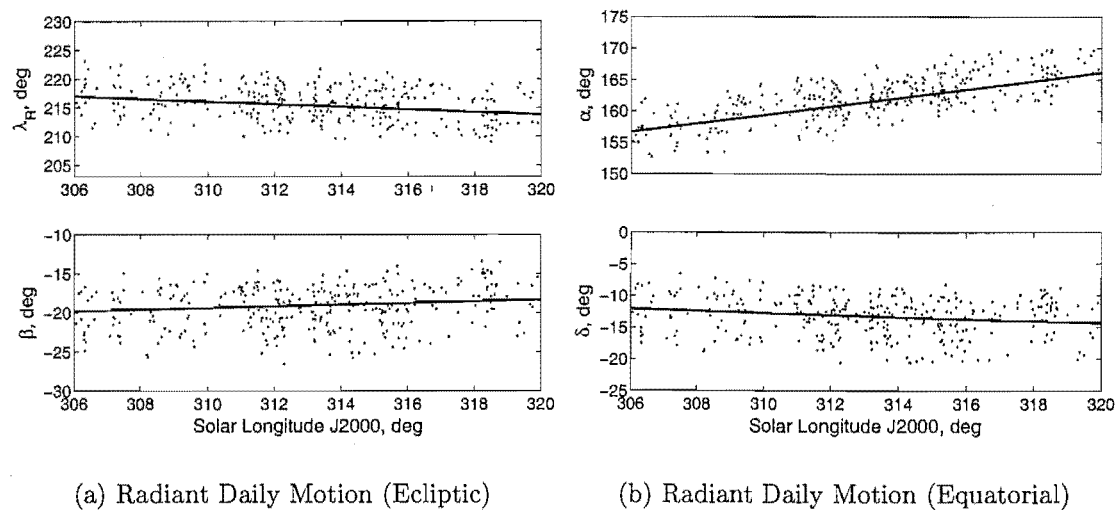 230
225
220
215
210
205
λ_R, deg
306 308 310 312 314 316 318 320
-10
-15
-20
-25
-30
β, deg
306 308 310 312 314 316 318 320
Solar Longitude J2000, deg
(a) Radiant Daily Motion (Ecliptic)
175
170
165
160
155
150
α, deg
306 308 310 312 314 316 318 320
0
-5
-10
-15
-20
-25
δ, deg
306 308 310 312 314 316 318 320
Solar Longitude J2000, deg
(b) Radiant Daily Motion (Equatorial)